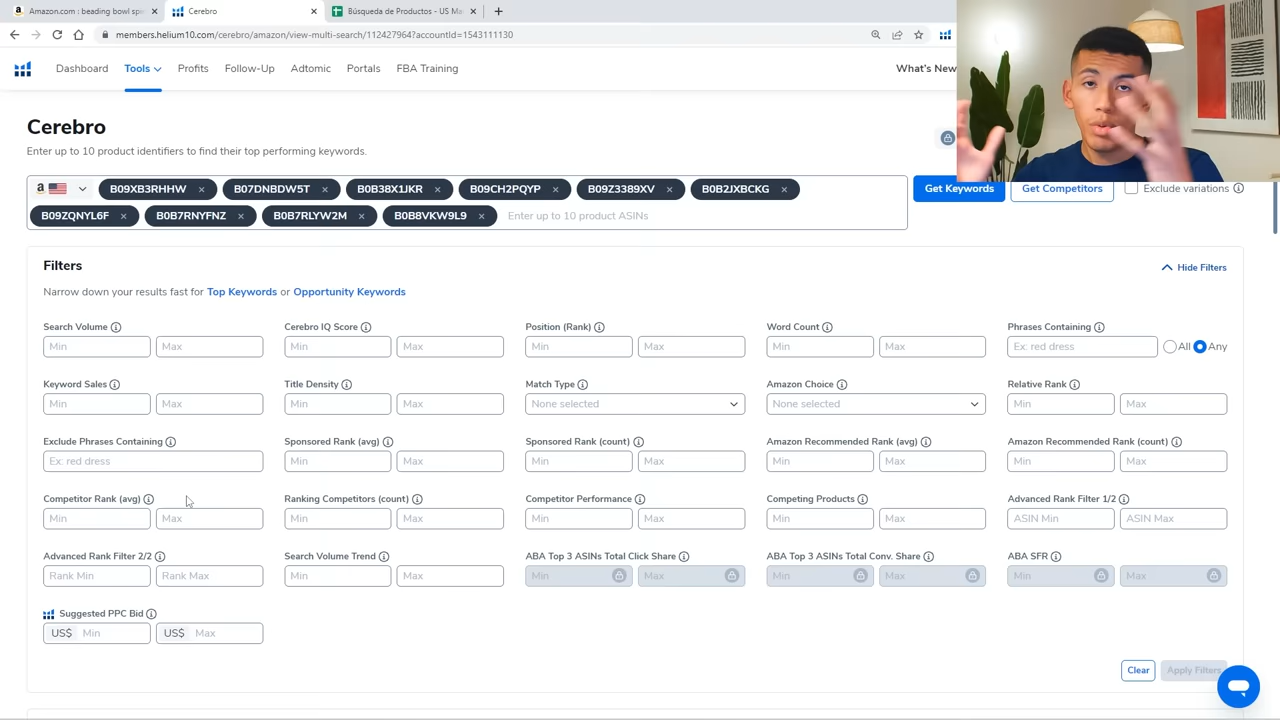 Amazon.com : beading bowl spi
Cerebro
Búsqueda de Productos - US Ma
members.helium10.com/cerebro/amazon/view-multi-search/112427964?accountId=1543111130
Dashboard
Tools
Profits
Follow-Up
Adtomic
Portals
FBA Training
What's New
Cerebro
Enter up to 10 product identifiers to find their top performing keywords.
B09XB3RHHW
B07DNBDW5T
B0B38X1JKR
B09CH2PQYP
B09Z3389XV
B0B2JXBCKG
Get Keywords
Get Competitors
Exclude variations
B09ZQNYL6F
B0B7RNYFNZ
B0B7RLYW2M
B0B8VKW9L9
Enter up to 10 product ASINs
Filters
Hide Filters
Narrow down your results fast for Top Keywords or Opportunity Keywords
Search Volume
Cerebro IQ Score
Position (Rank)
Word Count
Phrases Containing
Min Max Min Max Min Max Min Max Ex: red dress All Any
Keyword Sales
Title Density
Match Type
Amazon Choice
Relative Rank
Min Max Min Max None selected None selected Min Max
Exclude Phrases Containing
Sponsored Rank (avg)
Sponsored Rank (count)
Amazon Recommended Rank (avg)
Amazon Recommended Rank (count)
Ex: red dress Min Max Min Max Min Max Min Max
Competitor Rank (avg)
Ranking Competitors (count)
Competitor Performance
Competing Products
Advanced Rank Filter 1/2
Min Max Min Max Min Max Min Max ASIN Min ASIN Max
Advanced Rank Filter 2/2
Search Volume Trend
ABA Top 3 ASINs Total Click Share
ABA Top 3 ASINs Total Conv. Share
ABA SFR
Rank Min Rank Max Min Max Min Max Min Max Min Max
Suggested PPC Bid
US$ Min US$ Max
Clear
Apply Filters